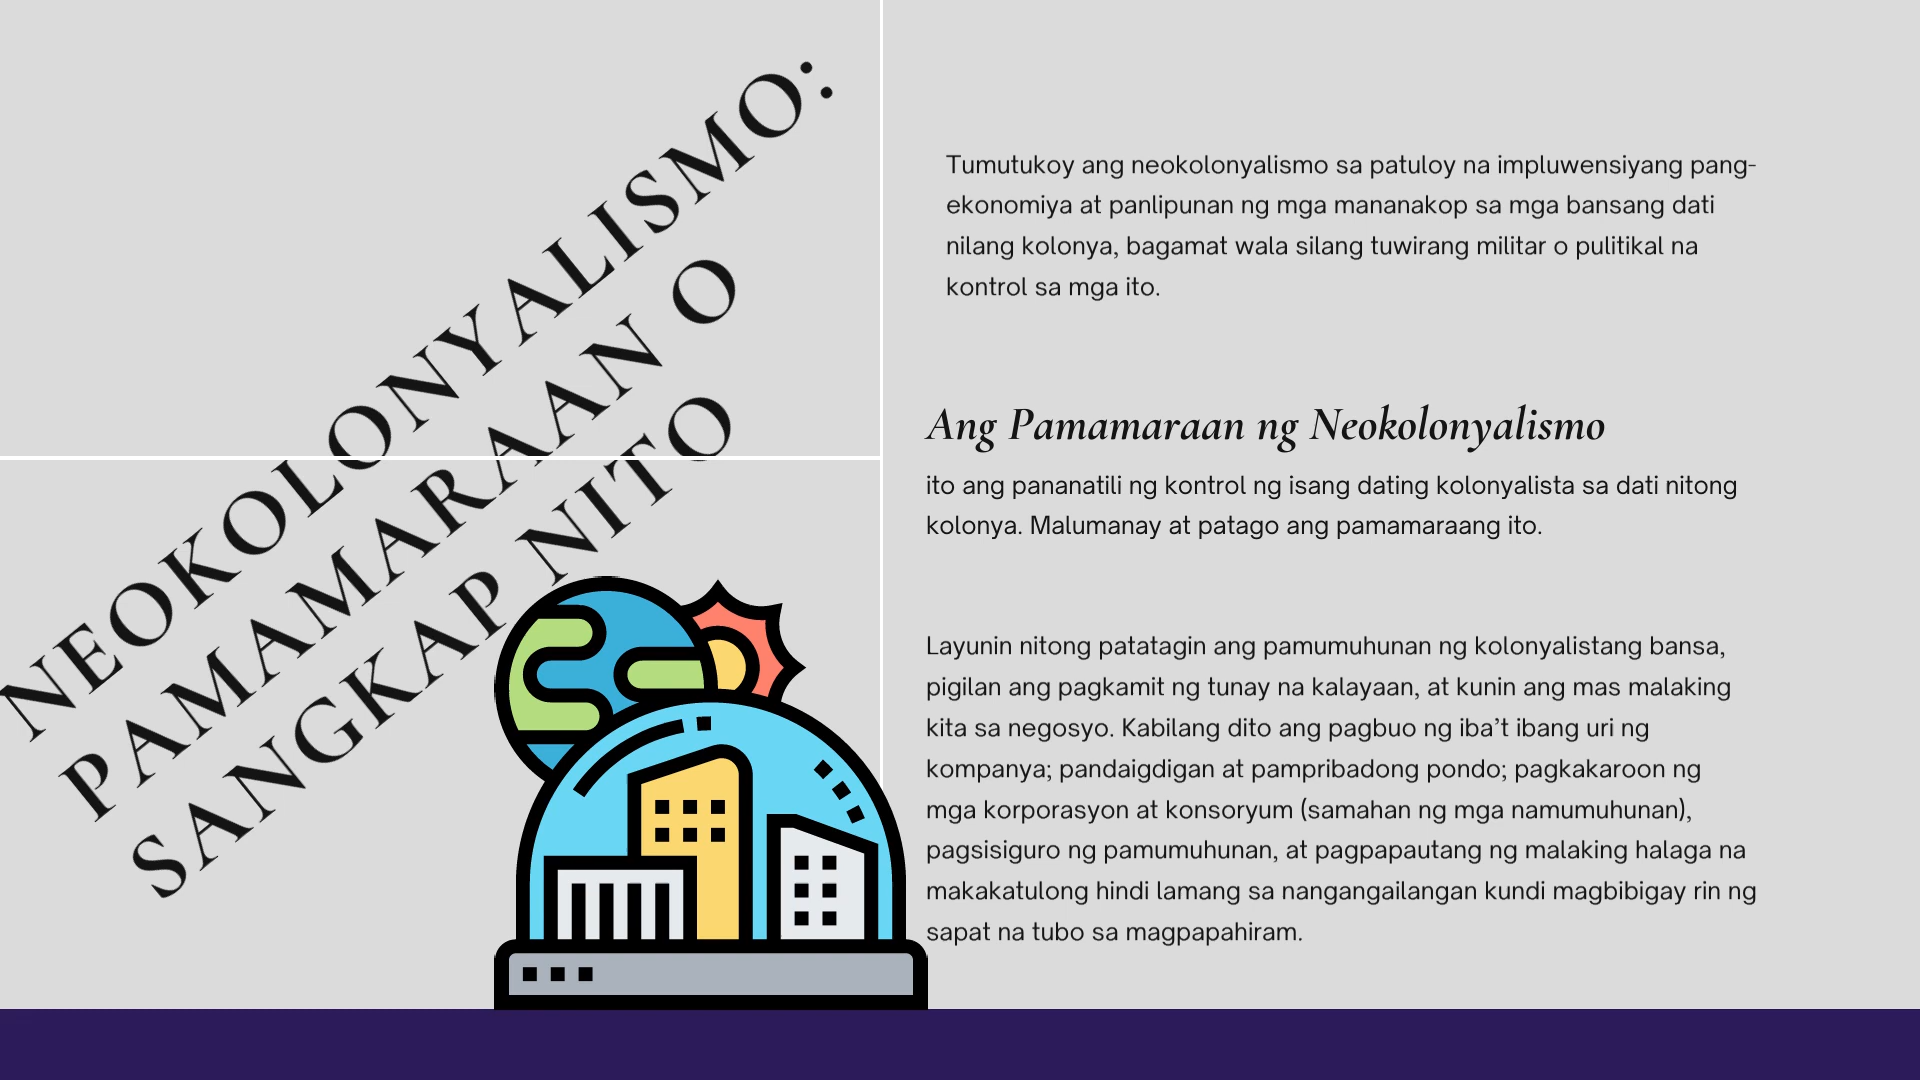 NEOKOLONYALISMO:
PAMAMARAAN O
SANGKAP NITO
Tumutukoy ang neokolonyalismo sa patuloy na impluwensiyang pang-
ekonomiya at panlipunan ng mga mananakop sa mga bansang dati
nilang kolonya, bagamat wala silang tuwirang militar o pulitikal na
kontrol sa mga ito.
Ang Pamamaraan ng Neokolonyalismo
ito ang pananatili ng kontrol ng isang dating kolonyalista sa dati nitong
kolonya. Malumanay at patago ang pamamaraang ito.
Layunin nitong patatagin ang pamumuhunan ng kolonyalistang bansa,
pigilan ang pagkamit ng tunay na kalayaan, at kunin ang mas malaking
kita sa negosyo. Kabilang dito ang pagbuo ng iba’t ibang uri ng
kompanya; pandaigdigan at pampribadong pondo; pagkakaroon ng
mga korporasyon at konsoryum (samahan ng mga namumuhunan),
pagsisiguro ng pamumuhunan, at pagpapautang ng malaking halaga na
makakatulong hindi lamang sa nangangailangan kundi magbibigay rin ng
sapat na tubo sa magpapahiram.